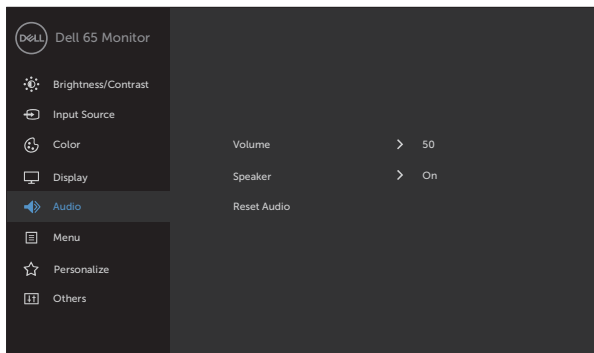 DELL Dell 65 Monitor
Brightness/Contrast
Input Source
Color
Display
Audio
Menu
Personalize
Others
Volume 50
Speaker On
Reset Audio